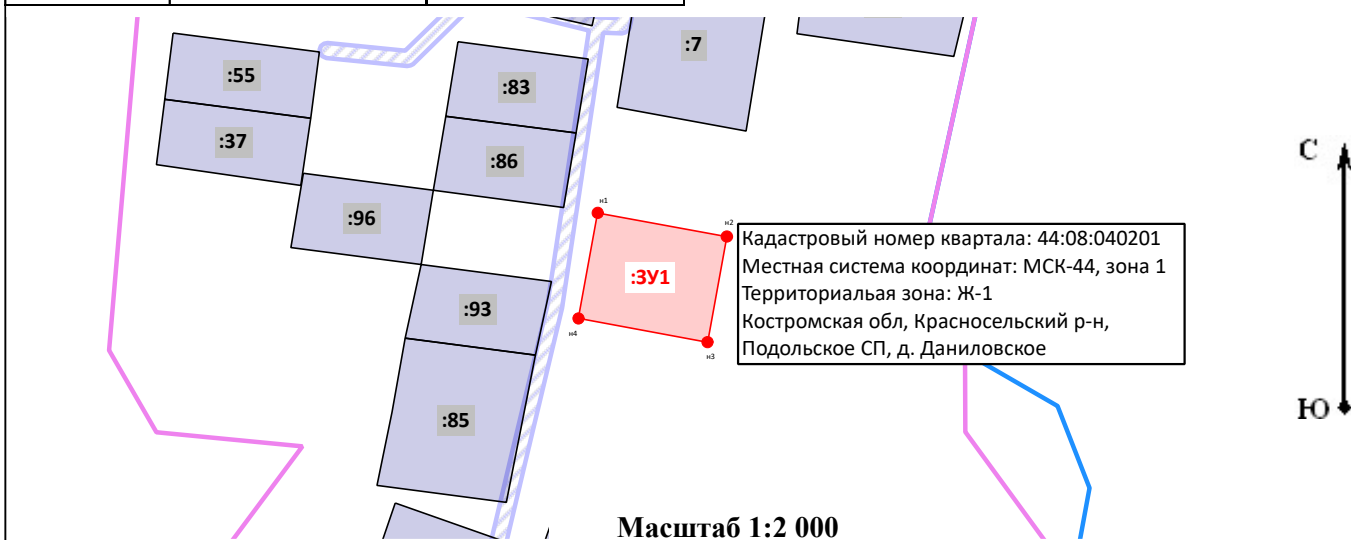 :7
:55
:83
:37
:86
С
:96
н1
н2
Кадастровый номер квартала: 44:08:040201
Местная система координат: МСК-44, зона 1
:ЗУ1
Территориальая зона: Ж-1
:93
Костромская обл, Красносельский р-н,
н4
Подольское СП, д. Даниловское
н3
Ю
:85
Масштаб 1:2 000